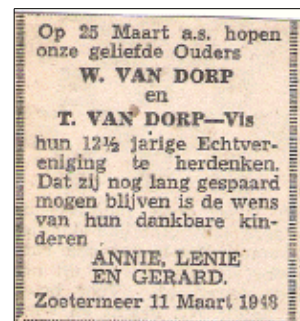 Op 25 Maart a.s. hopen
onze geliefde Ouders
W. VAN DORP
en
T. VAN DORP—Vis
hun 12½ jarige Echtver-
eniging te herdenken.
Dat zij nog lang gespaard
mogen blijven is de wens
van hun dankbare kin-
deren
ANNIE, LENIE
EN GERARD.
Zoetermeer 11 Maart 1948